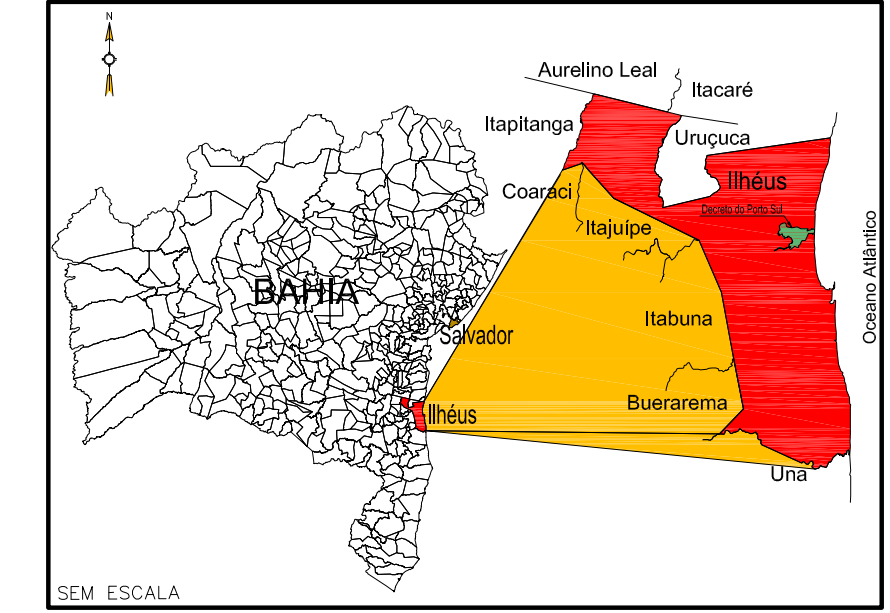 N
Aurelino Leal
Itacaré
Itapitanga
Uruçuca
Coaraci
Ilhéus
Decreto do Porto Sul
Itajuípe
Oceano Atlântico
BAHIA
Salvador
Itabuna
Ilhéus
Buerarema
Una
SEM ESCALA